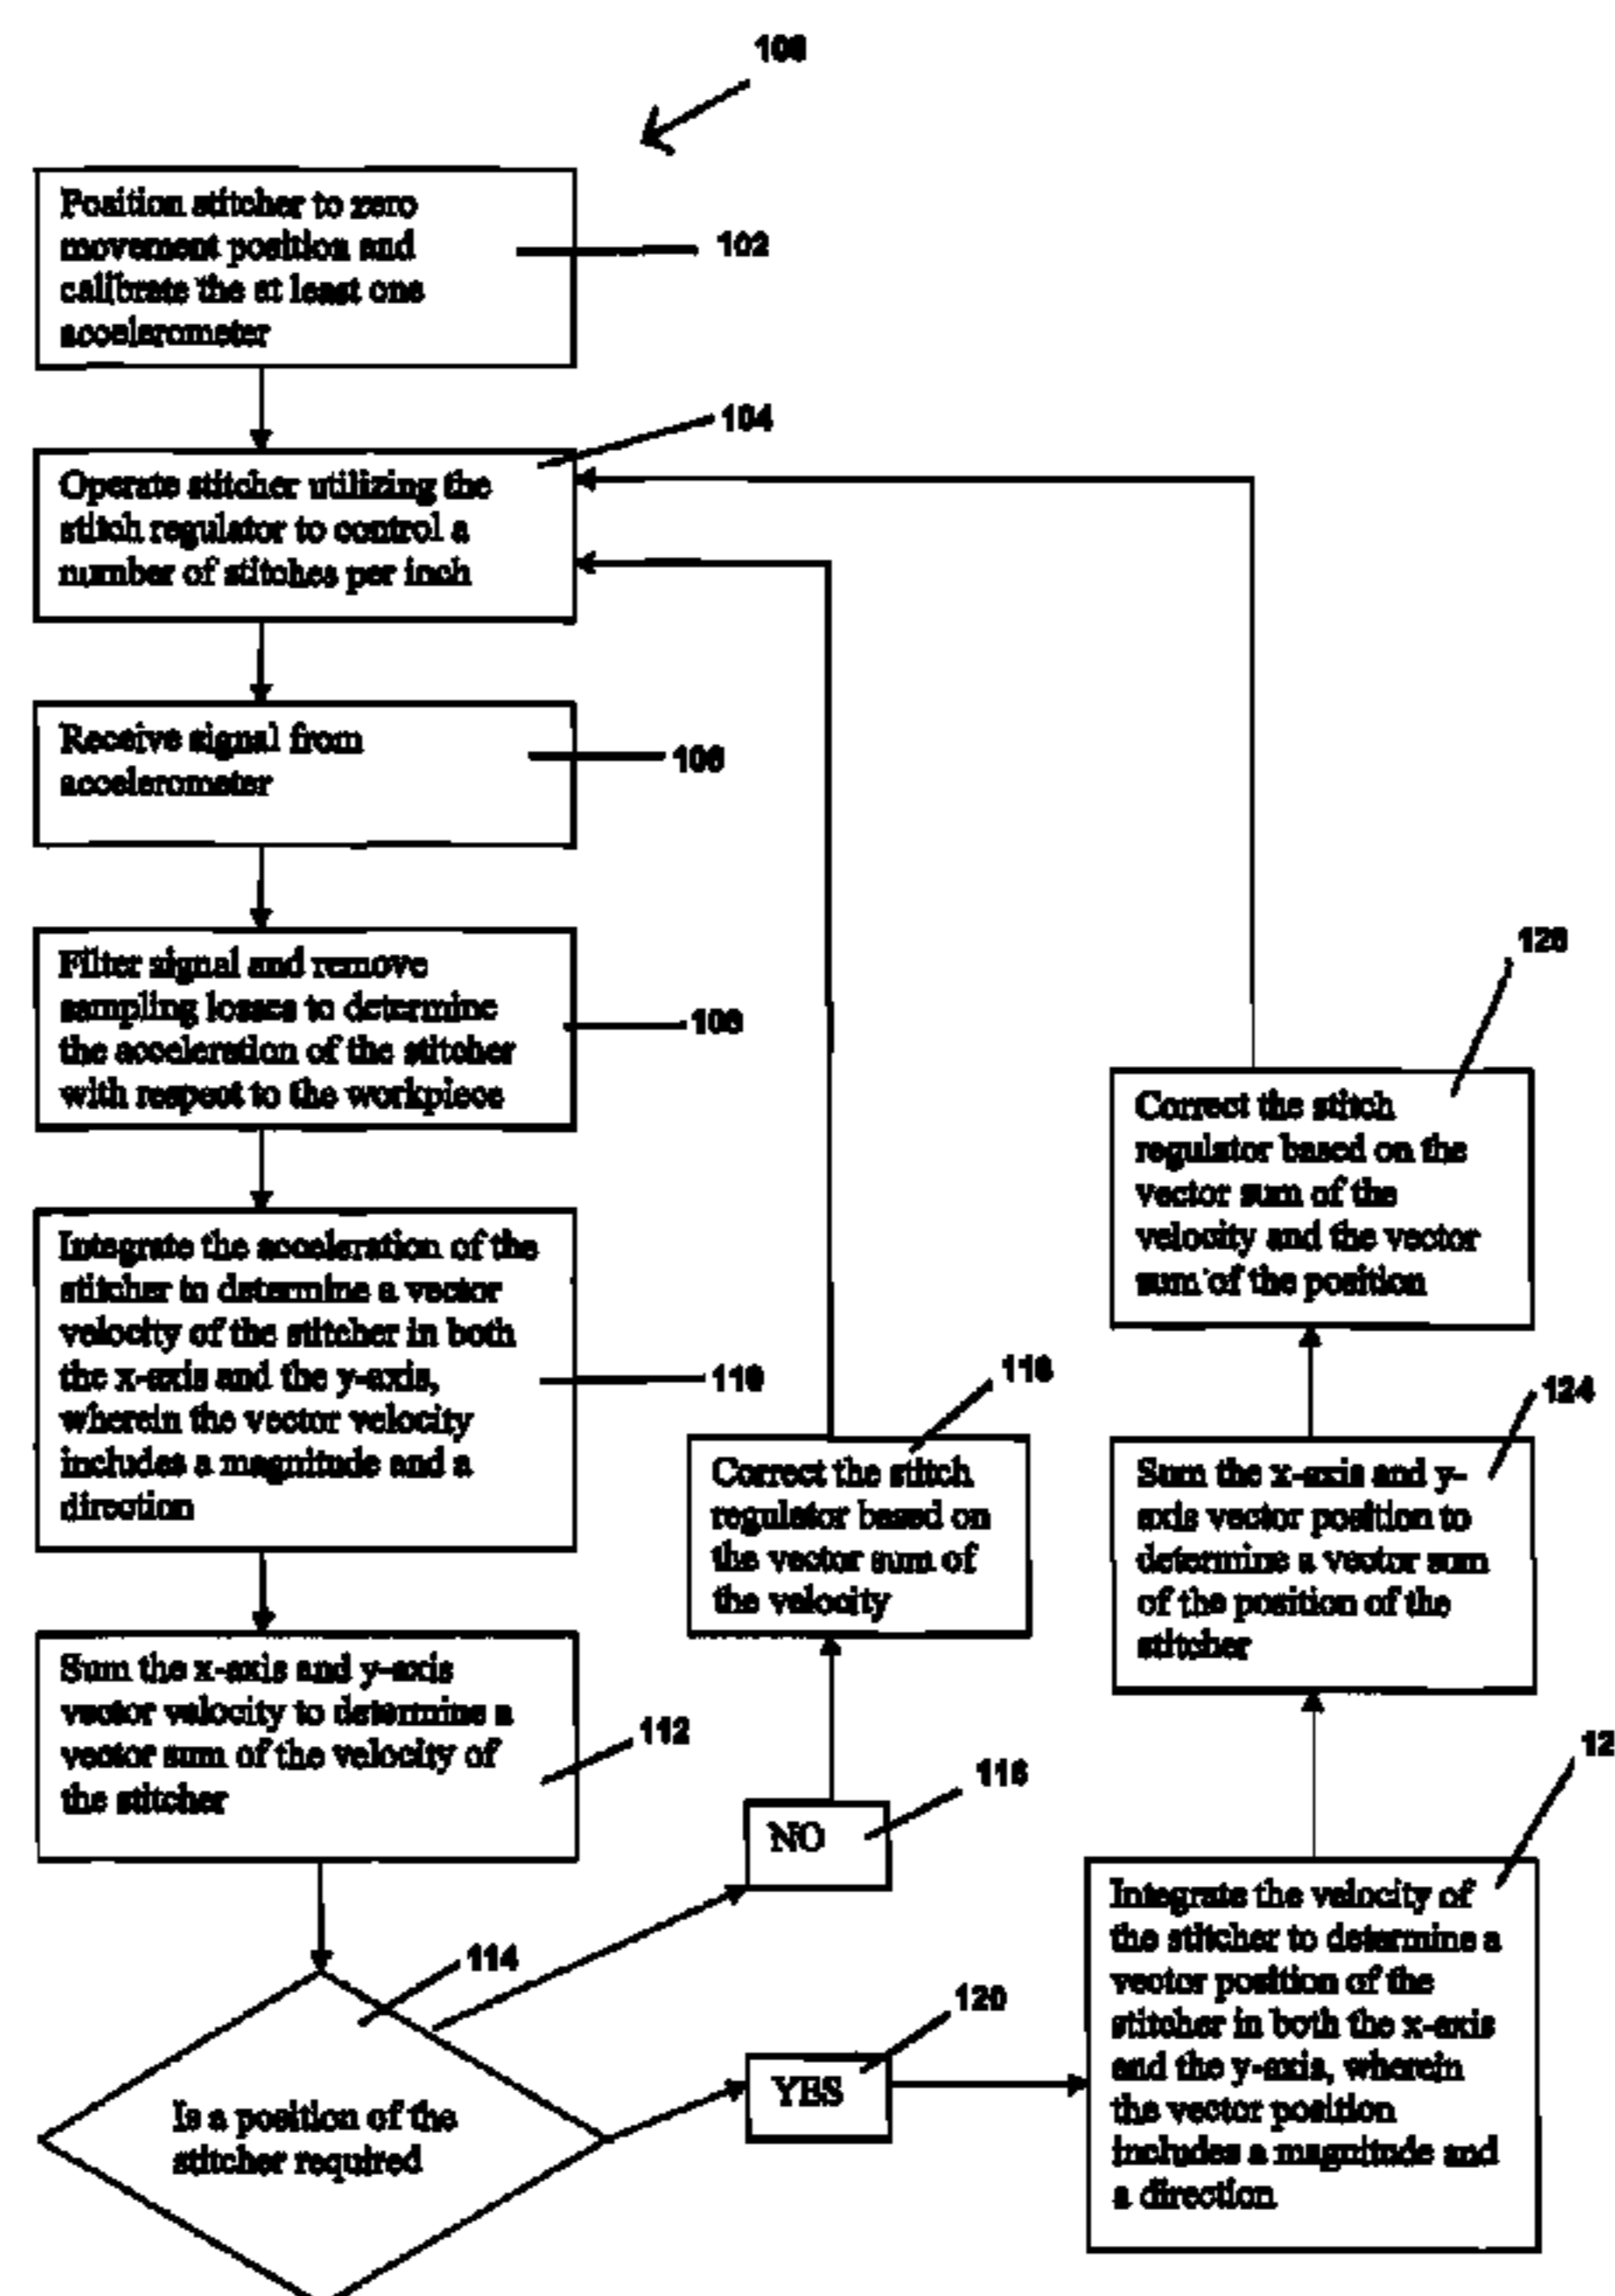 Position stitcher to zero
movement position and
calibrate the at least one
accelerometer
102
104
Operate stitcher utilizing the
stitch regulator to control a
number of stitches per inch
Receive signal from
accelerometer
Filter signal and remove
sampling losses to determine
the acceleration of the stitcher
with respect to the workpiece
Integrate the acceleration of the
stitcher to determine a vector
velocity of the stitcher in both
the x-axis and the y-axis,
wherein the vector velocity
includes a magnitude and a
direction
110
Sum the x-axis and y-axis
vector velocity to determine a
vector sum of the velocity of
the stitcher
112
114
Is a position of the
stitcher required
NO
Correct the stitch
regulator based on
the vector sum of
the velocity
YES
120
12
Integrate the velocity of
the stitcher to determine a
vector position of the
stitcher in both the x-axis
and the y-axis, wherein
the vector position
includes a magnitude and
a direction
124
Sum the x-axis and y-
axis vector position to
determine a vector sum
of the position of the
stitcher
Correct the stitch
regulator based on the
vector sum of the
velocity and the vector
sum of the position